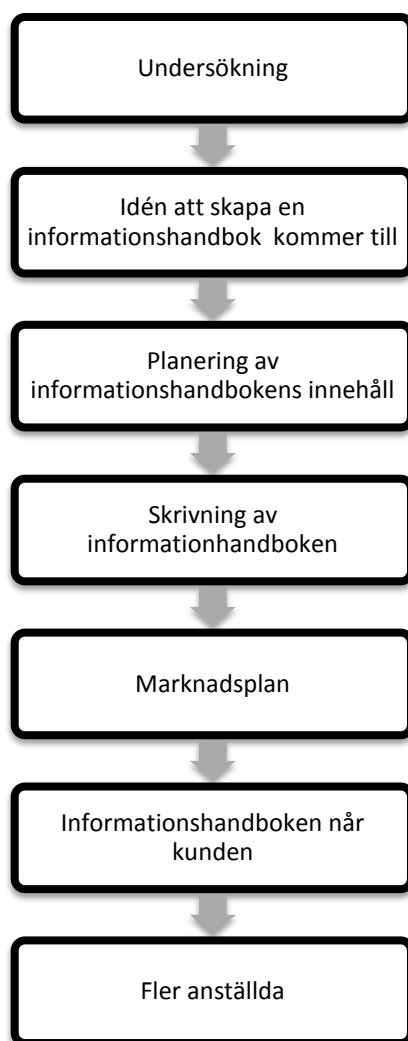 Undersökning
Idén att skapa en
informationshandbok  kommer till
Planering av
informationshandbokens innehåll
Skrivning av
informationhandboken
Marknadsplan
Informationshandboken når
kunden
Fler anställda